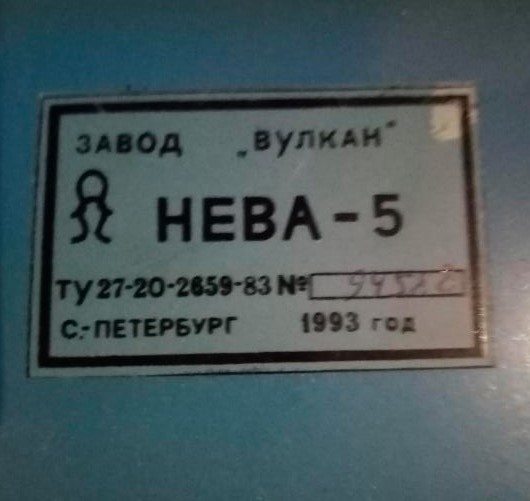 ЗАВОД „ВУЛКАН"
НЕВА-5
ТУ 27-20-2659-83 №
С.-ПЕТЕРБУРГ 1993 год